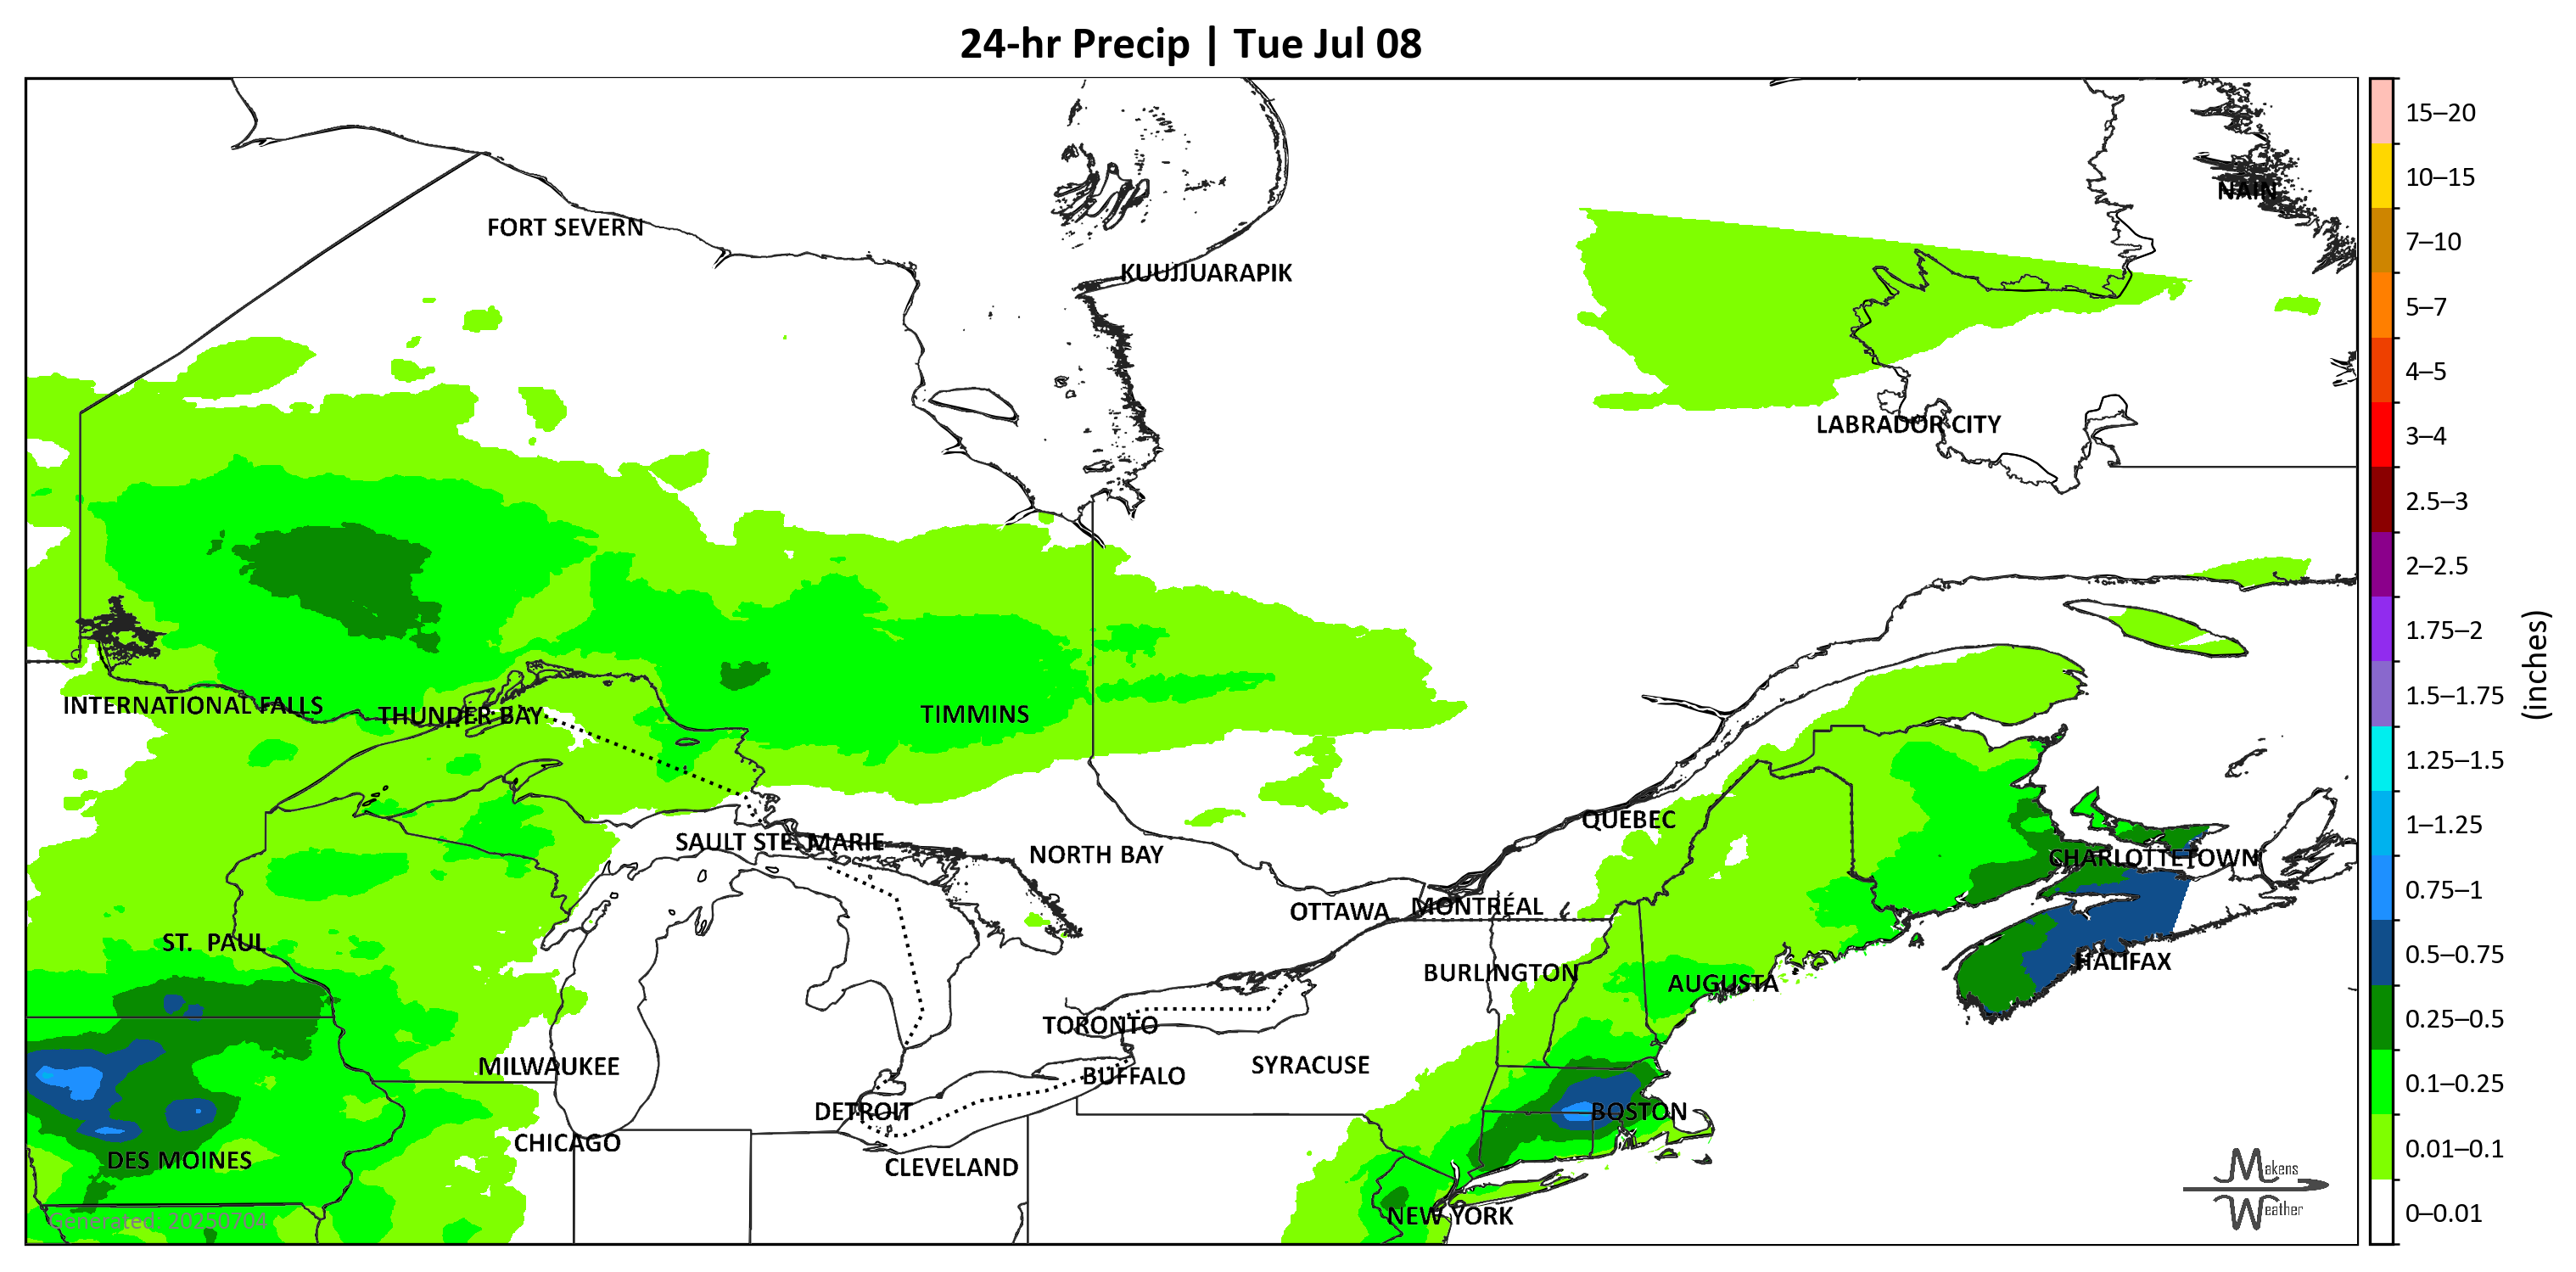 24-hr Precip | Tue Jul 08
15–20
NAIN
10–15
FORT SEVERN
7–10
KUUJJUARAPIK
5–7
4–5
LABRADOR CITY
3–4
2.5–3
2–2.5
1.75–2
(inches)
1.5–1.75
INTERNATIONAL FALLS
THUNDER BAY
TIMMINS
1.25–1.5
QUEBEC
1–1.25
SAULT STE. MARIE
NORTH BAY
CHARLOTTETOWN
0.75–1
OTTAWA
MONTRÉAL
ST. PAUL
0.5–0.75
HALIFAX
BURLINGTON
AUGUSTA
0.25–0.5
TORONTO
MILWAUKEE
SYRACUSE
BUFFALO
0.1–0.25
DETROIT
BOSTON
CHICAGO
0.01–0.1
DES MOINES
CLEVELAND
Makens
Weather
NEW YORK
0–0.01
Generated: 20250704